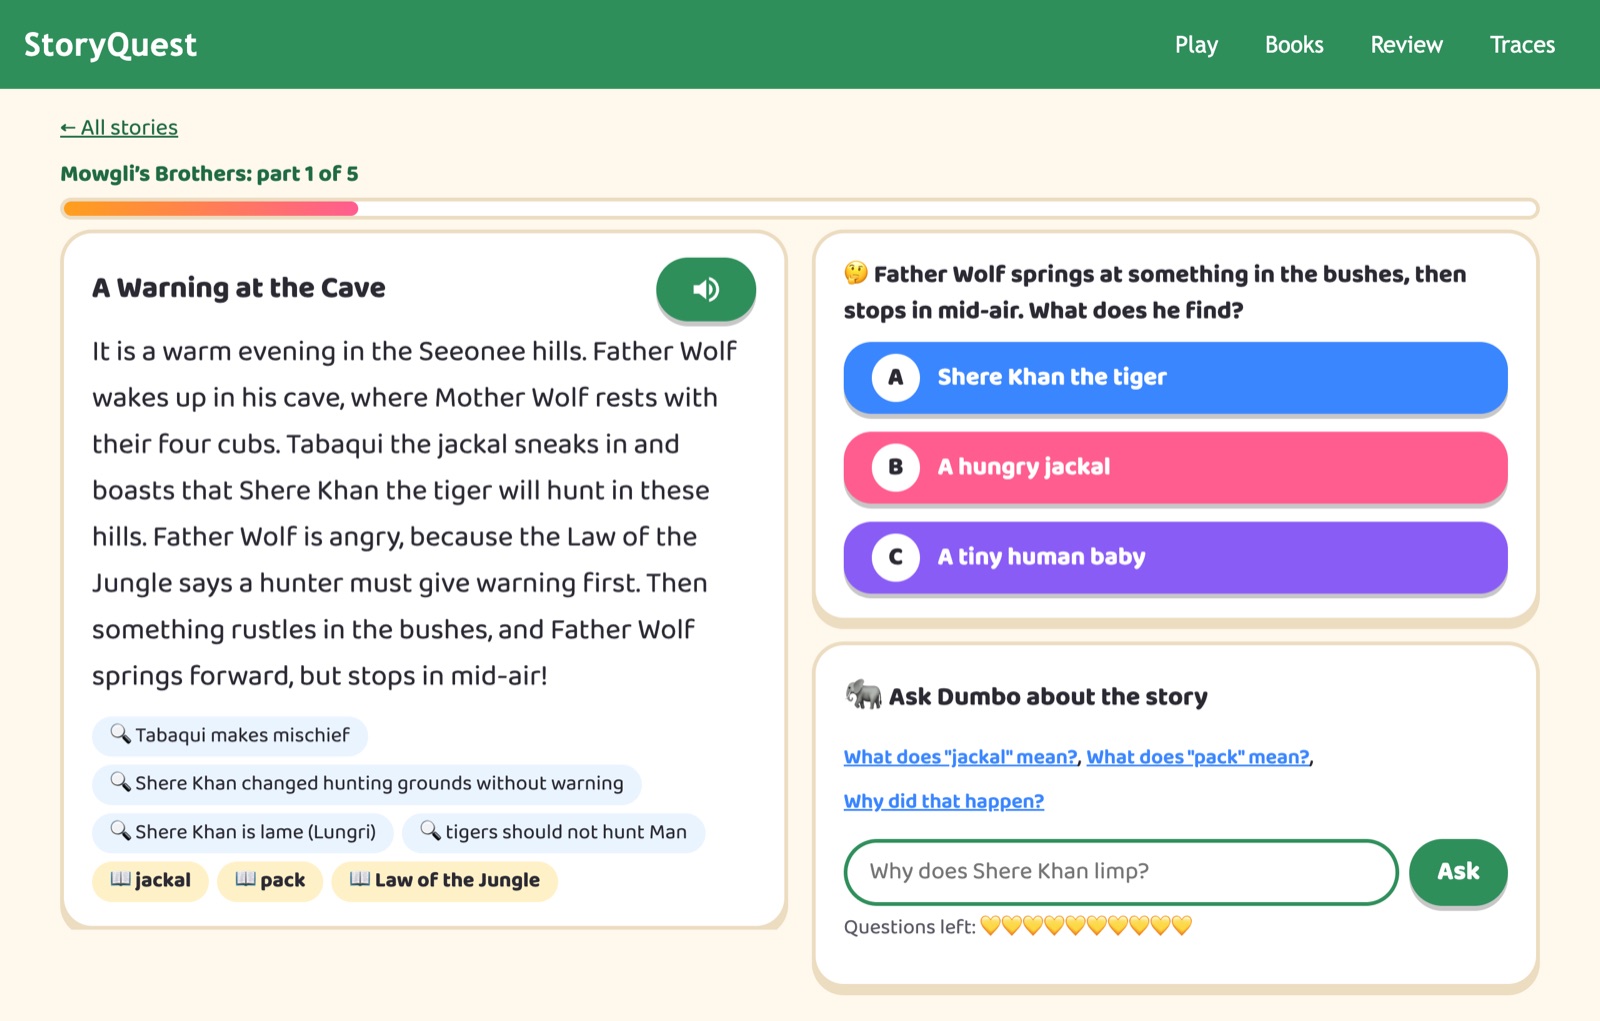 StoryQuest
Play
Books
Review
Traces
← All stories
Mowgli's Brothers: part 1 of 5
A Warning at the Cave
It is a warm evening in the Seeonee hills. Father Wolf
wakes up in his cave, where Mother Wolf rests with
their four cubs. Tabaqui the jackal sneaks in and
boasts that Shere Khan the tiger will hunt in these
hills. Father Wolf is angry, because the Law of the
Jungle says a hunter must give warning first. Then
something rustles in the bushes, and Father Wolf
springs forward, but stops in mid-air!
Tabaqui makes mischief
Shere Khan changed hunting grounds without warning
Shere Khan is lame (Lungri)
tigers should not hunt Man
jackal
pack
Law of the Jungle
Father Wolf springs at something in the bushes, then
stops in mid-air. What does he find?
A Shere Khan the tiger
B A hungry jackal
C A tiny human baby
Ask Dumbo about the story
What does "jackal" mean?, What does "pack" mean?,
Why did that happen?
Why does Shere Khan limp?
Ask
Questions left: